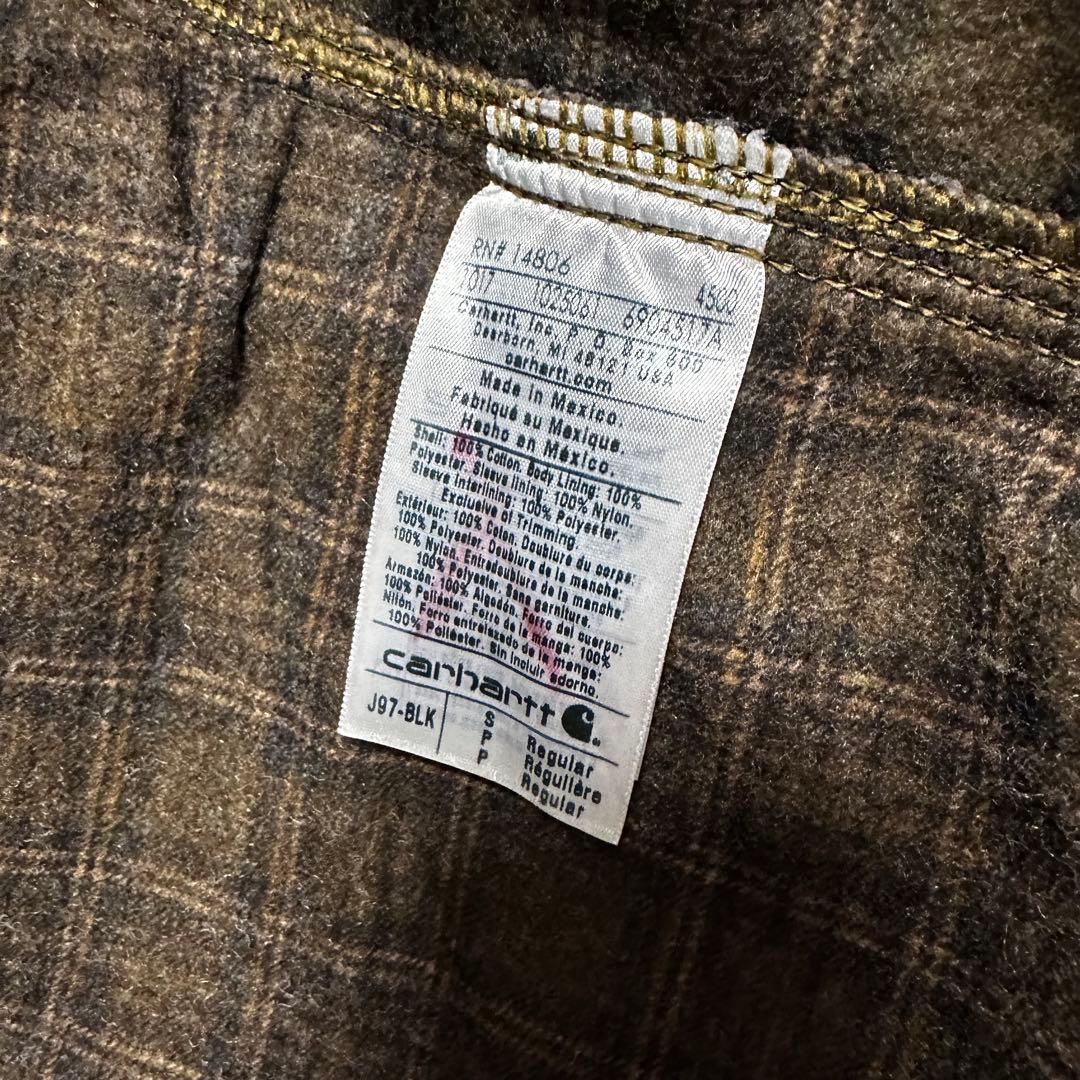 RN# 14806
4500
1017 102506 6904517A
Carhartt, Inc. P. O. Box 600
Dearborn, MI 48121 USA
carhartt.com
Made in Mexico.
Fabriqué au Mexique.
Hecho en México.
Shell: 100% Cotton. Body Lining: 100%
Polyester. Sleeve lining: 100% Nylon.
Sleeve Interlining: 100% Polyester.
Exclusive of Trimming.
Extérieur: 100% Coton. Doublure du corps:
100% Polyester. Doublure de la manche:
100% Nylon. Entredoublure de la manche:
100% Polyester. Sans garniture.
Armazón: 100% Algodón. Forro del cuerpo:
100% Poliéster. Forro de la manga: 100%
Nilón. Forro entrelazado de la manga:
100% Poliéster. Sin incluir adorno.
carhartt
J97-BLK
S Regular
P Régulière
P Regular